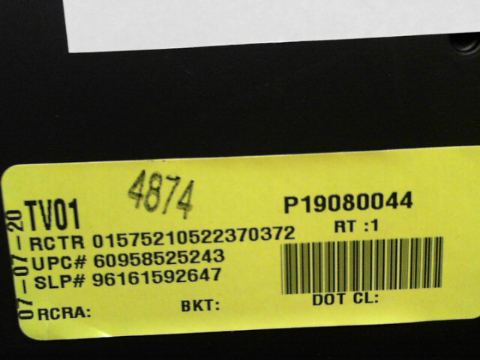 4874
TV01
P19080044
RCTR 01575210522370372
RT :1
UPC# 60958525243
SLP# 96161592647
RCRA:
BKT:
DOT CL:
07-07-20